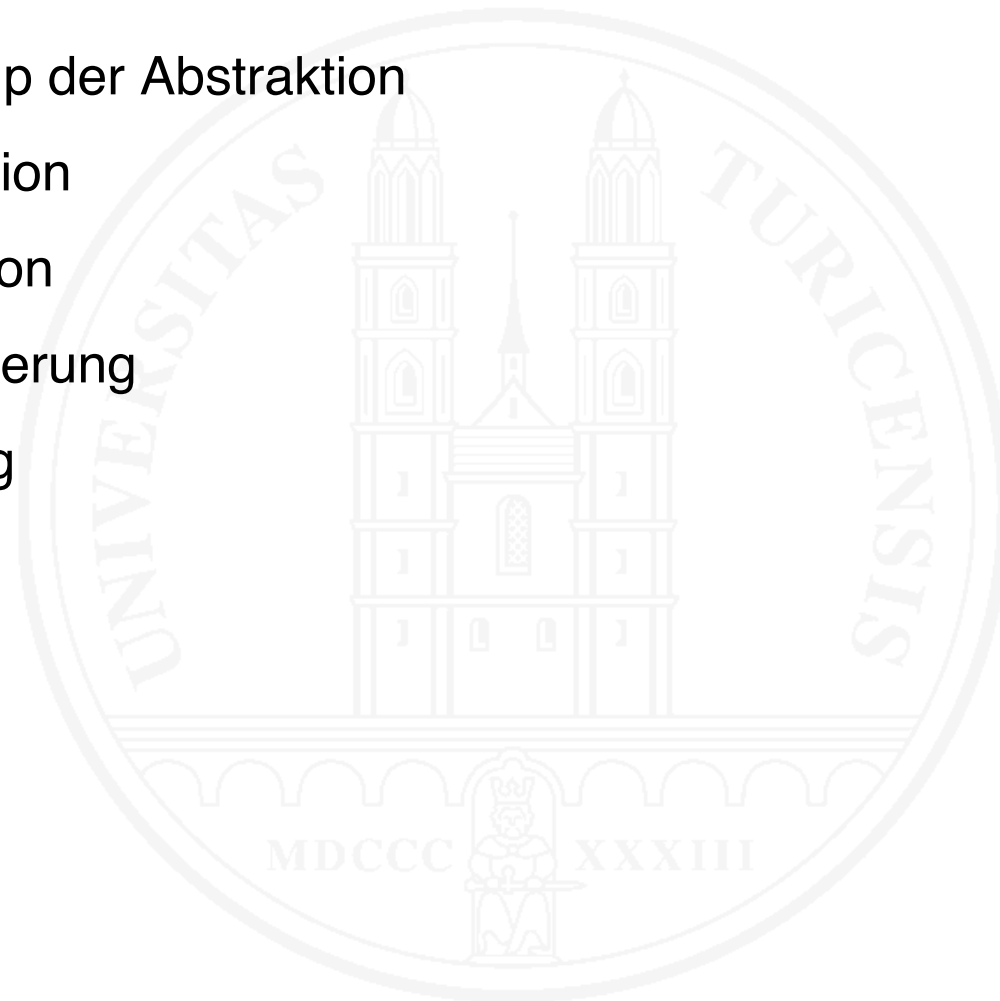 p der Abstraktion
ion
on
erung
g
UNIVERSITAS TURICENSIS
MDCCC XXXIII